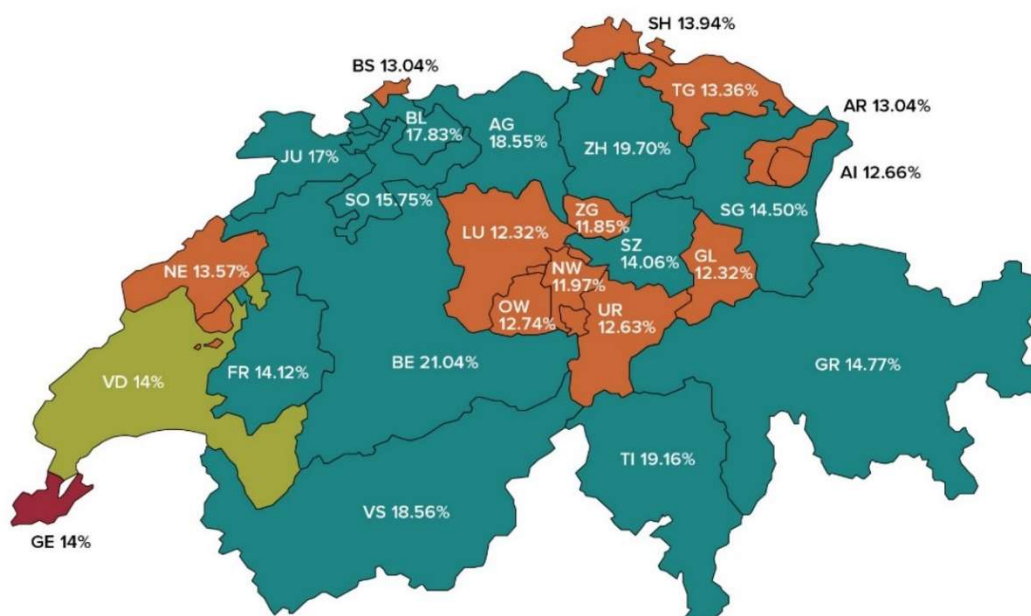 SH 13.94%
BS 13.04%
TG 13.36%
AR 13.04%
BL
17.83%
AG
18.55%
ZH 19.70%
JU 17%
AI 12.66%
SO 15.75%
ZG
11.85%
SG 14.50%
LU 12.32%
SZ
14.06%
GL
12.32%
NE 13.57%
NW
11.97%
OW
12.74%
UR
12.63%
VD 14%
FR 14.12%
BE 21.04%
GR 14.77%
TI 19.16%
VS 18.56%
GE 14%